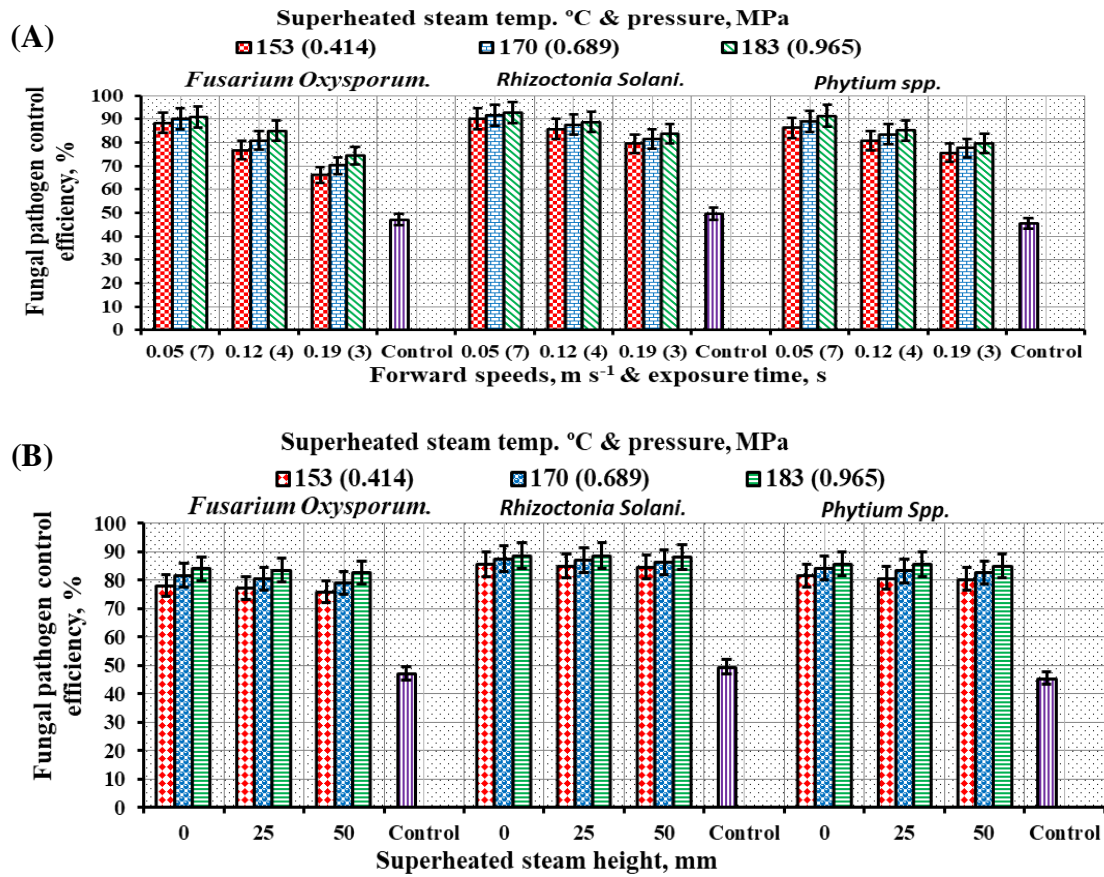 (A)
Superheated steam temp. ºC & pressure, MPa
153 (0.414) 170 (0.689) 183 (0.965)
Fusarium Oxysporum. Rhizoctonia Solani. Phytium spp.
Fungal pathogen control
efficiency, %
100
90
80
70
60
50
40
30
20
10
0
0.05 (7) 0.12 (4) 0.19 (3) Control 0.05 (7) 0.12 (4) 0.19 (3) Control 0.05 (7) 0.12 (4) 0.19 (3) Control
Forward speeds, m s⁻¹ & exposure time, s
(B)
Superheated steam temp. ºC & pressure, MPa
153 (0.414) 170 (0.689) 183 (0.965)
Fusarium Oxysporum. Rhizoctonia Solani. Phytium Spp.
Fungal pathogen control
efficiency, %
100
90
80
70
60
50
40
30
20
10
0
0 25 50 Control 0 25 50 Control 0 25 50 Control
Superheated steam height, mm